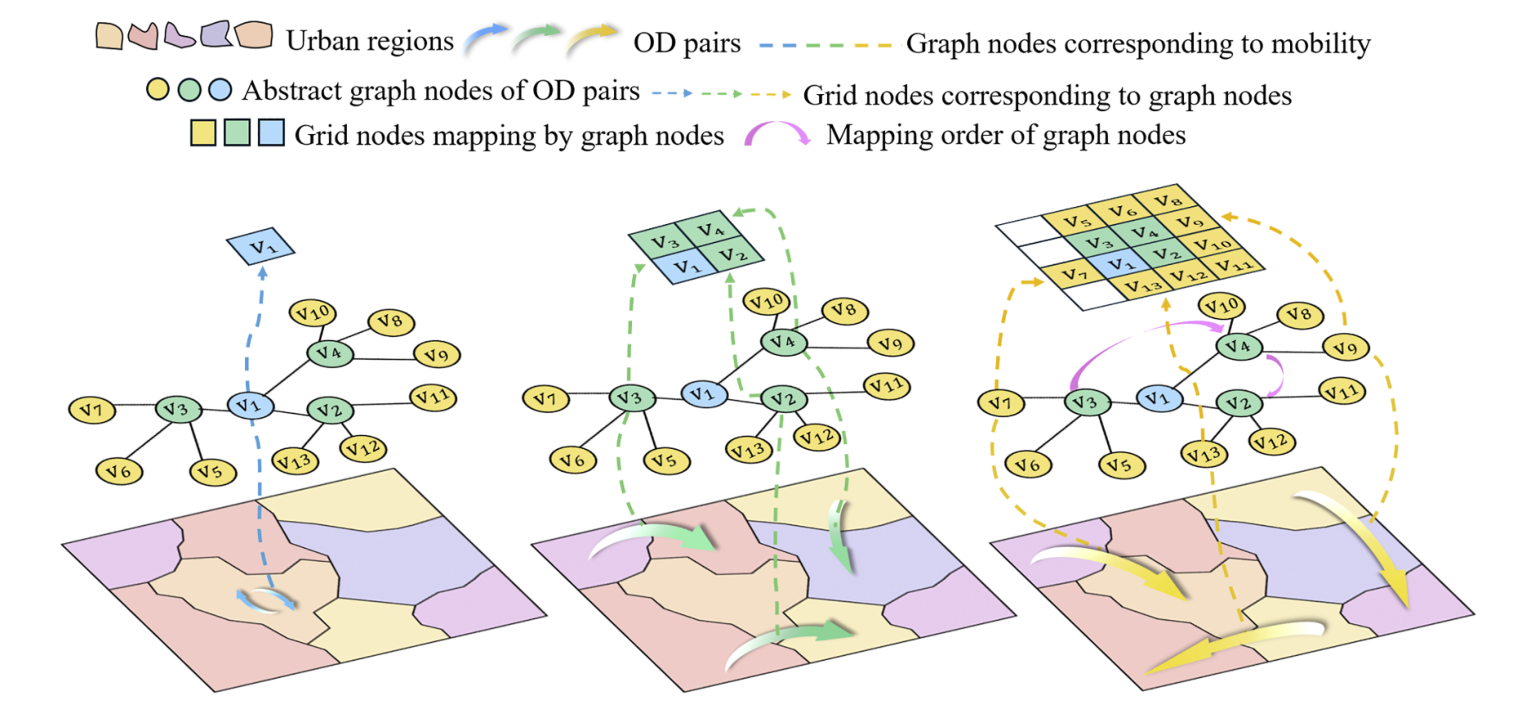 Urban regions OD pairs Graph nodes corresponding to mobility
Abstract graph nodes of OD pairs Grid nodes corresponding to graph nodes
Grid nodes mapping by graph nodes Mapping order of graph nodes
V1
V10
V8
V4
V9
V7
V3
V1
V2
V11
V6
V5
V13
V12
V3
V4
V1
V2
V10
V8
V4
V9
V7
V3
V1
V2
V11
V6
V5
V13
V12
V5
V6
V8
V3
V4
V9
V7
V1
V2
V10
V13
V12
V11
V10
V8
V4
V9
V7
V3
V1
V2
V11
V6
V5
V13
V12